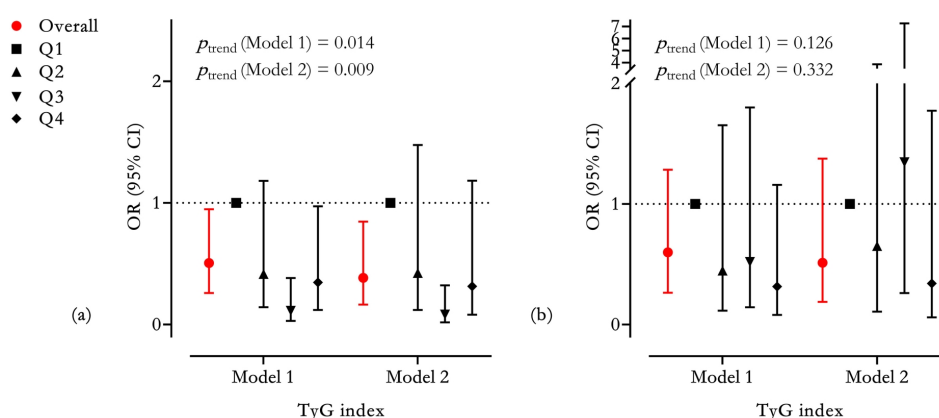 Overall
Q1
Q2
Q3
Q4
p trend (Model 1) = 0.014
p trend (Model 2) = 0.009
2
1
0
OR (95% CI)
(a)
Model 1
Model 2
TyG index
p trend (Model 1) = 0.126
p trend (Model 2) = 0.332
7
6
5
4
2
1
0
OR (95% CI)
(b)
Model 1
Model 2
TyG index